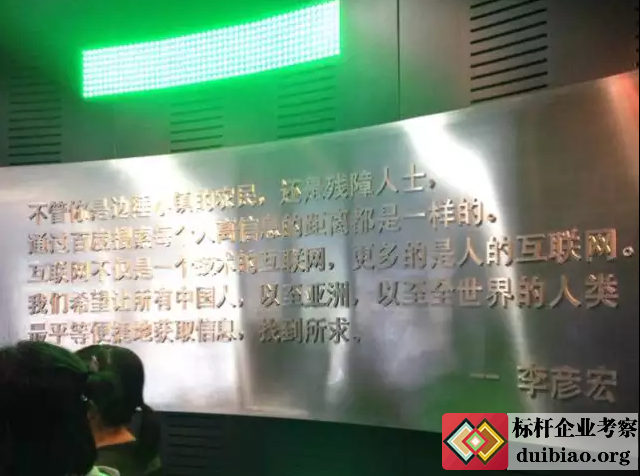 不管你是边陲小镇的农民,还是残障人士,
通过百度搜索每个人离信息的距离都是一样的。
互联网不仅是一个技术的互联网,更多的是人的互联网。
我们希望让所有中国人,以至亚洲,以至全世界的人类
最平等便捷地获取信息,找到所求。
— 李彦宏
标杆企业考察
duibiao.org